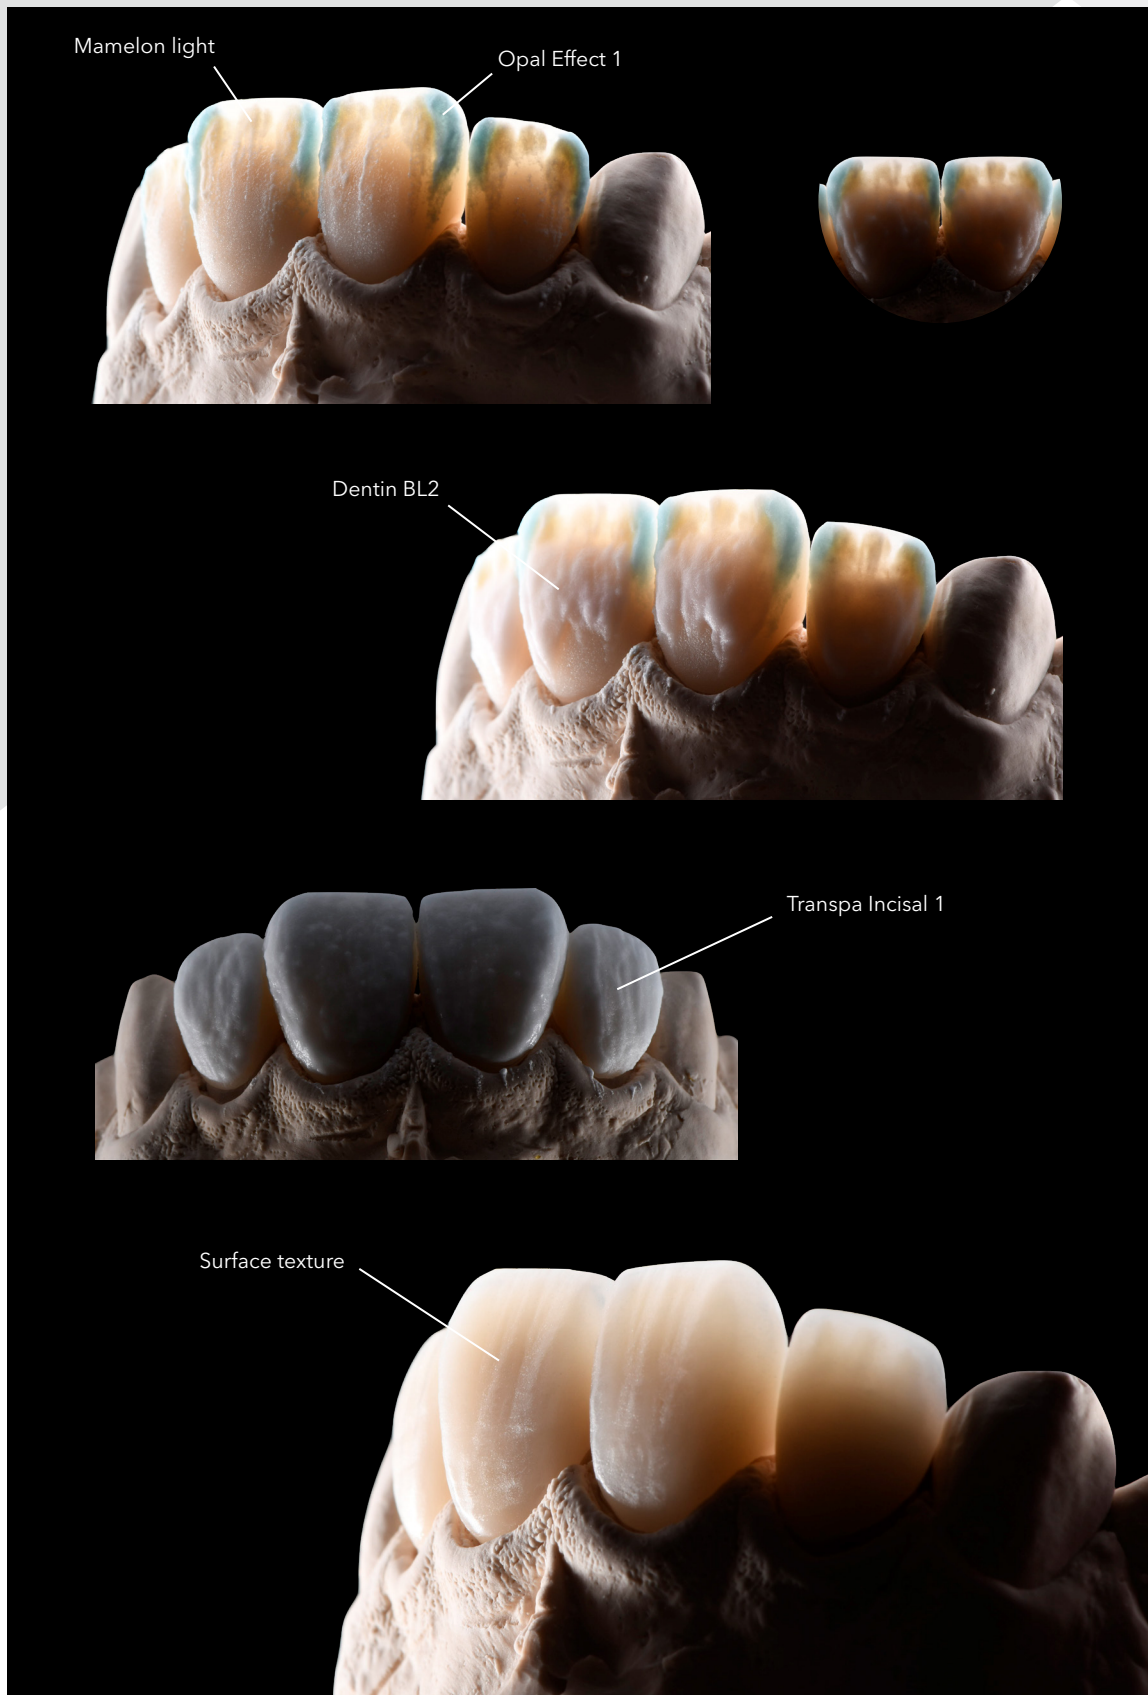 Mamelon light
Opal Effect 1
Dentin BL2
Transpa Incisal 1
Surface texture